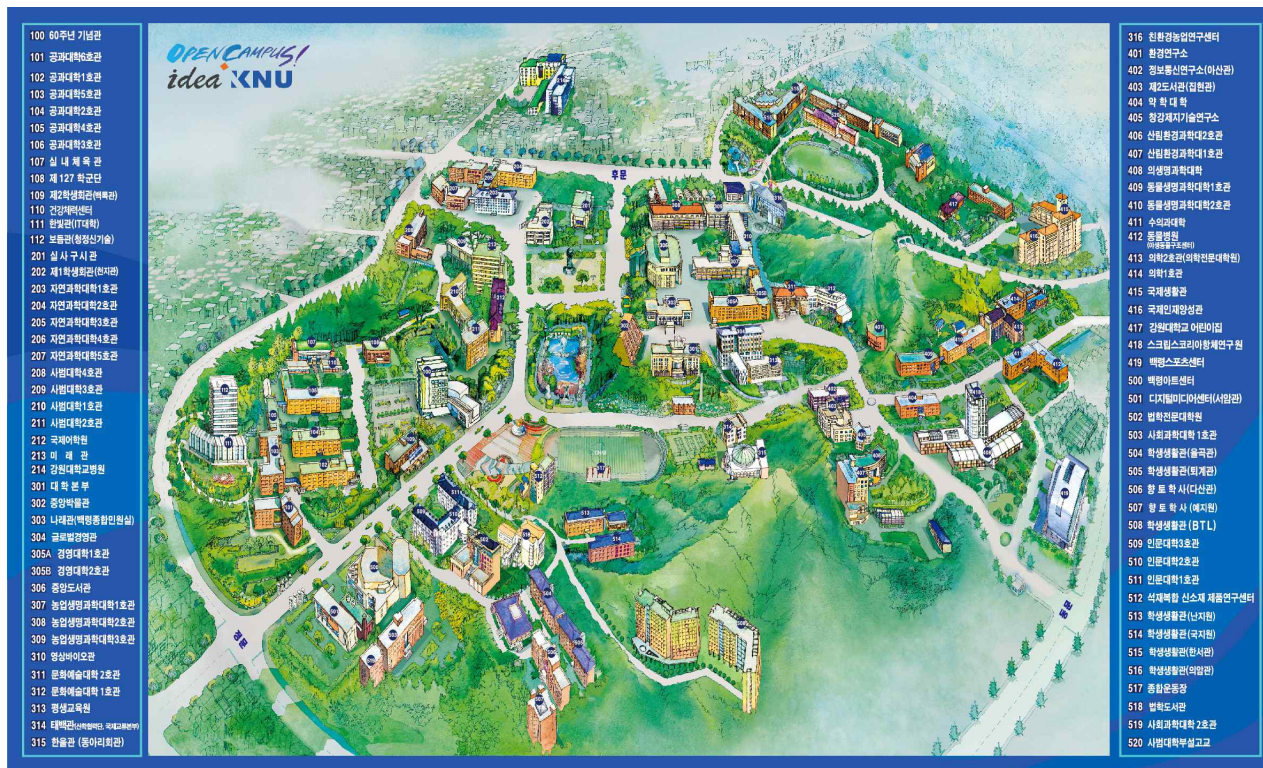 100 60주년 기념관
101 공과대학6호관
102 공과대학1호관
103 공과대학5호관
104 공과대학2호관
105 공과대학4호관
106 공과대학3호관
107 실 내 체 육 관
108 제 127 학군단
109 제2학생회관(백록관)
110 건강체력센터
111 한빛관(IT대학)
112 보듬관(청정신기술)
201 실 사 구 시 관
202 제1학생회관(천지관)
203 자연과학대학1호관
204 자연과학대학2호관
205 자연과학대학3호관
206 자연과학대학4호관
207 자연과학대학5호관
208 사범대학4호관
209 사범대학3호관
210 사범대학1호관
211 사범대학2호관
212 국제어학원
213 미 래 관
214 강원대학교병원
301 대 학 본 부
302 중앙박물관
303 나래관(백령종합민원실)
304 글로벌경영관
305A 경영대학1호관
305B 경영대학2호관
306 중앙도서관
307 농업생명과학대학1호관
308 농업생명과학대학2호관
309 농업생명과학대학3호관
310 영상바이오관
311 문화예술대학 2호관
312 문화예술대학 1호관
313 평생교육원
314 태백관(산학협력단, 국제교류본부)
315 한울관 (동아리회관)
OPEN CAMPUS!
idea KNU
후문
정문
동문
316 친환경농업연구센터
401 환경연구소
402 정보통신연구소(아산관)
403 제2도서관(집현관)
404 약 학 대 학
405 창강제지기술연구소
406 산림환경과학대2호관
407 산림환경과학대1호관
408 의생명과학대학
409 동물생명과학대학1호관
410 동물생명과학대학2호관
411 수의과대학
412 동물병원
(야생동물구조센터)
413 의학2호관(의학전문대학원)
414 의학1호관
415 국제생활관
416 국제인재양성관
417 강원대학교 어린이집
418 스크립스코리아항체연구원
419 백령스포츠센터
500 백령아트센터
501 디지털미디어센터(서암관)
502 법학전문대학원
503 사회과학대학 1호관
504 학생생활관(율곡관)
505 학생생활관(퇴계관)
506 향 토 학 사(다산관)
507 향 토 학 사 (예지원)
508 학생생활관 (BTL)
509 인문대학3호관
510 인문대학2호관
511 인문대학1호관
512 석재복합 신소재 제품연구센터
513 학생생활관(난지원)
514 학생생활관(국지원)
515 학생생활관(한서관)
516 학생생활관(의암관)
517 종합운동장
518 법학도서관
519 사회과학대학 2호관
520 사범대학부설고교